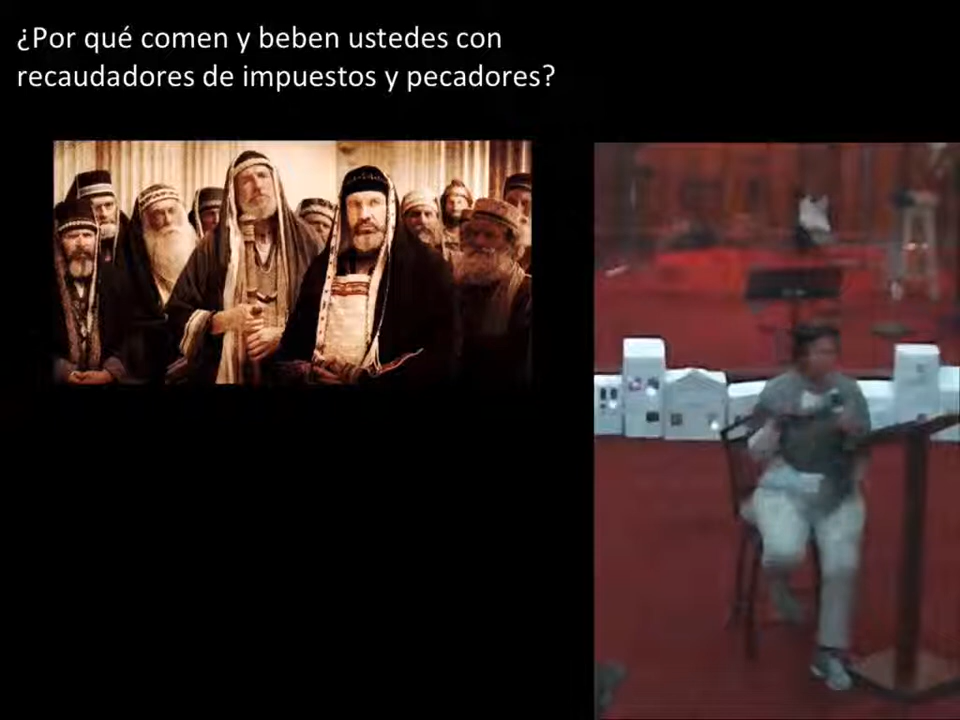 ¿Por qué comen y beben ustedes con
recaudadores de impuestos y pecadores?